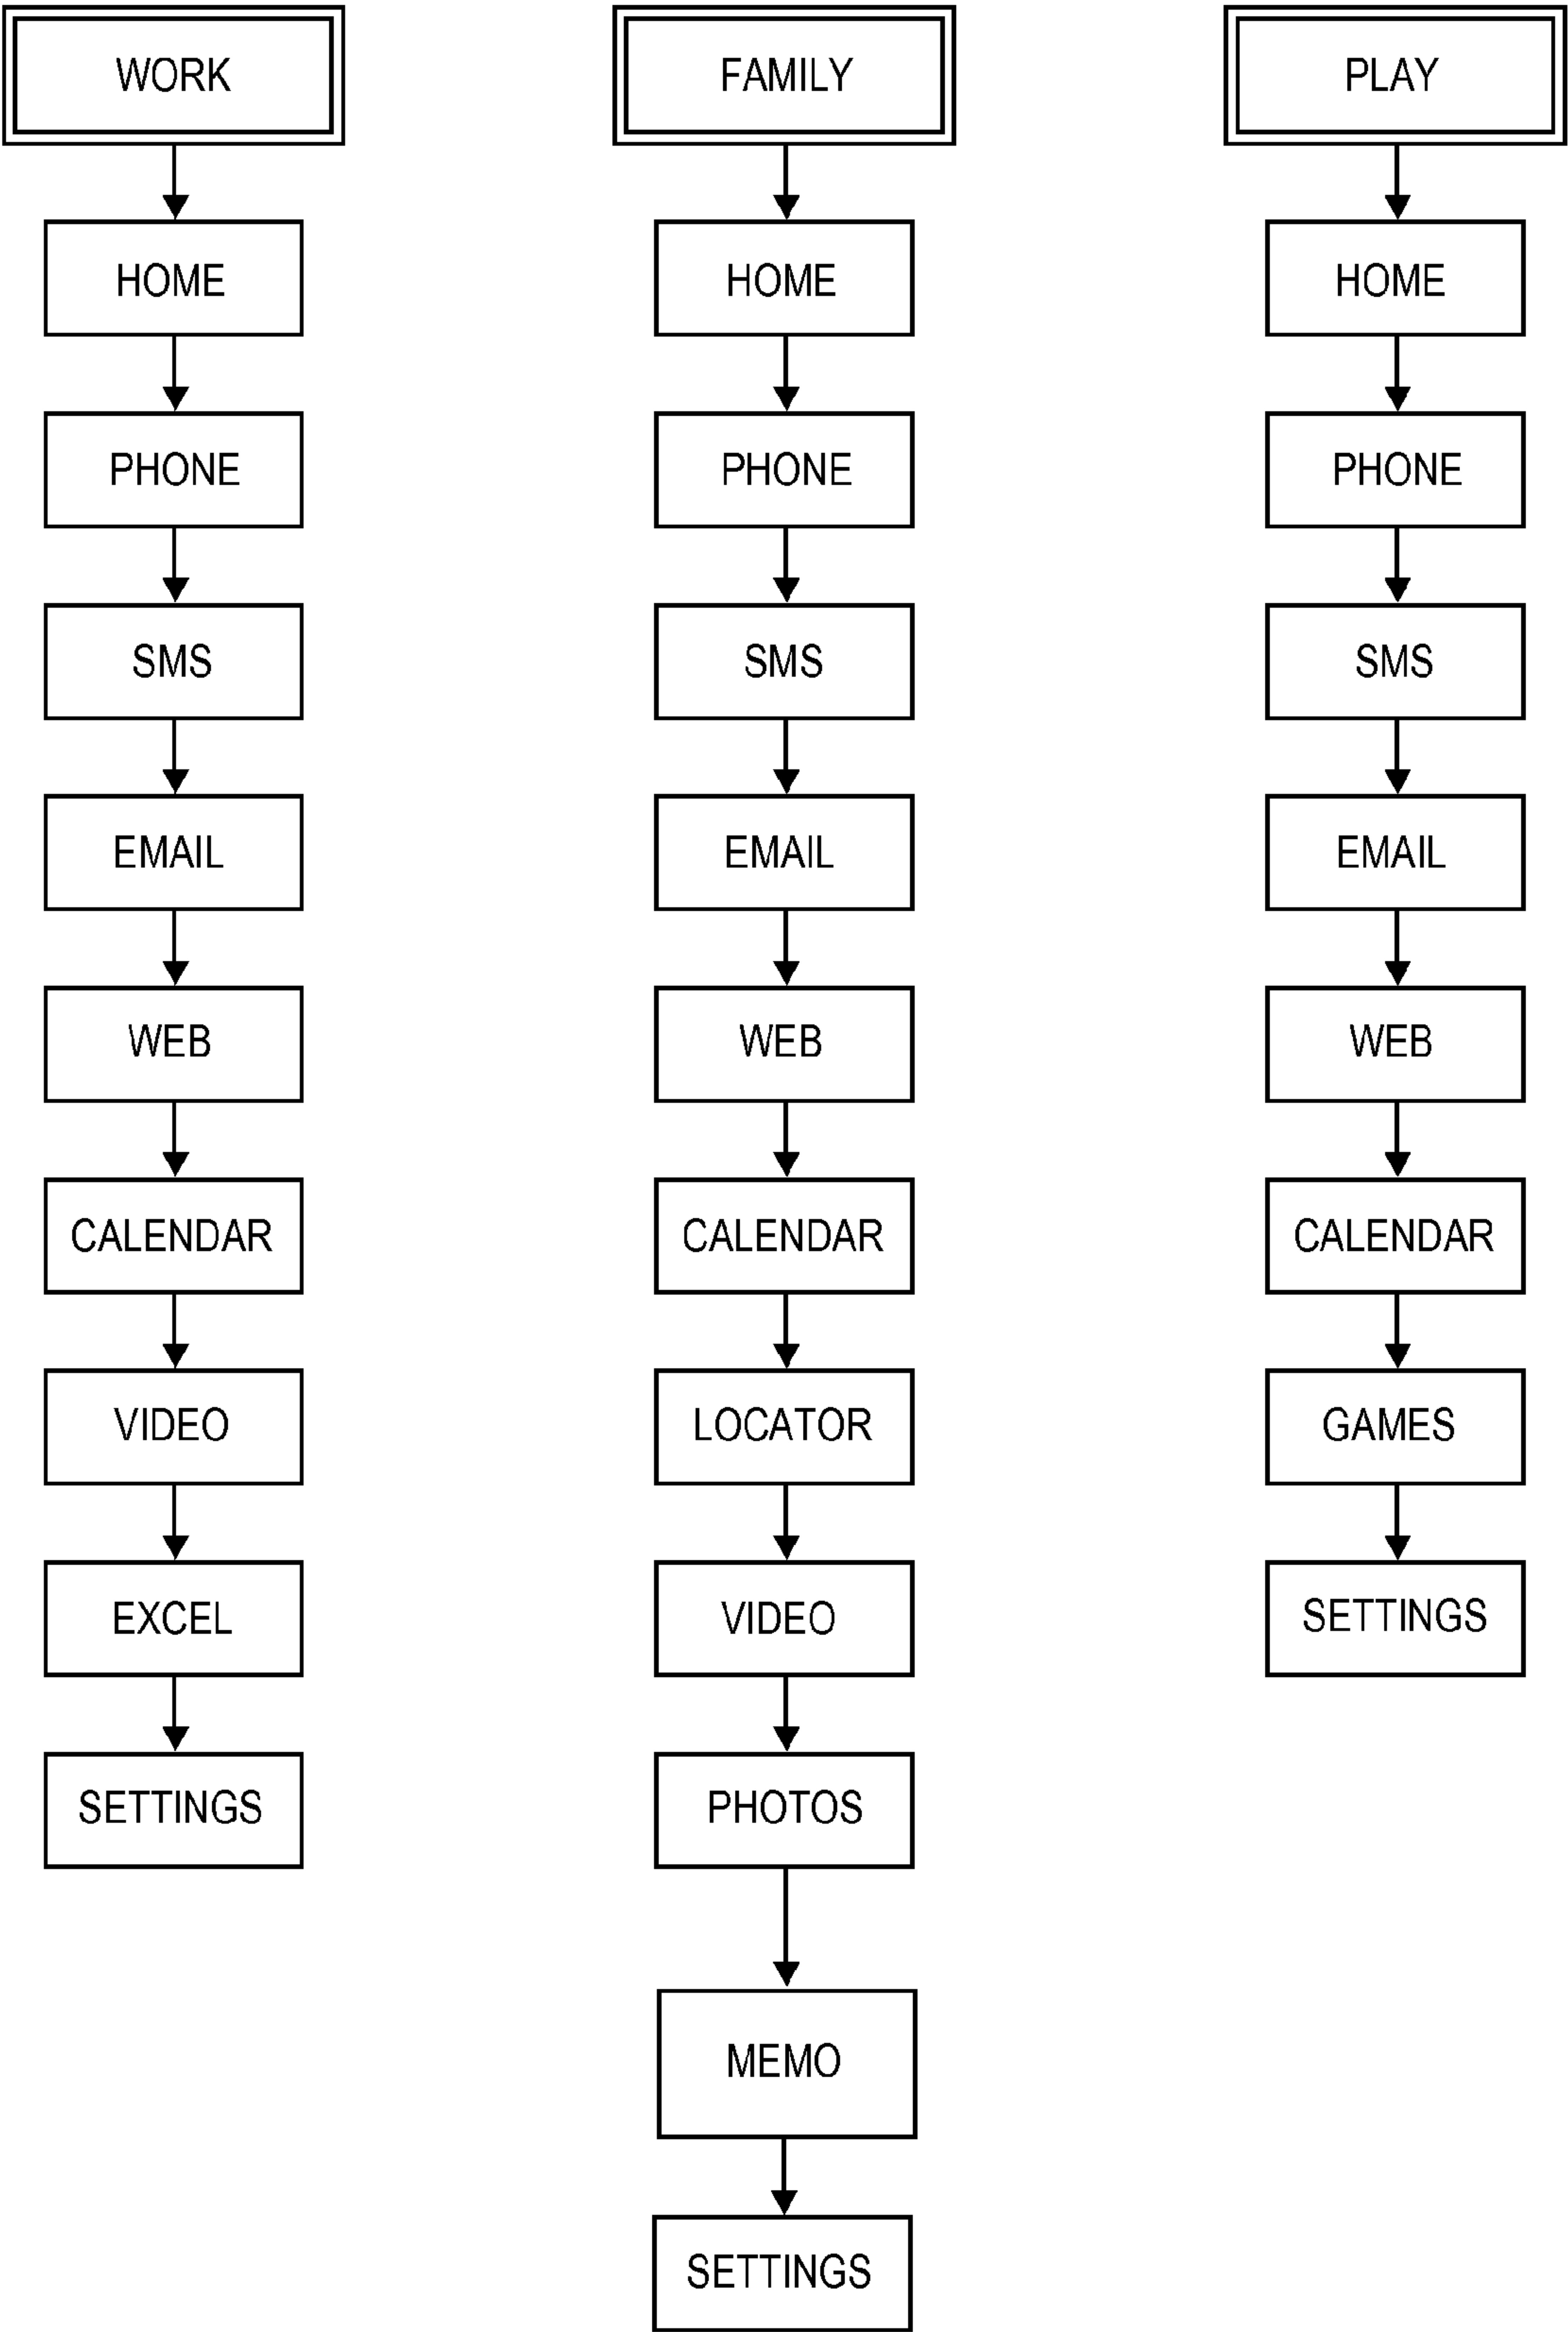 WORK
HOME
PHONE
SMS
EMAIL
WEB
CALENDAR
VIDEO
EXCEL
SETTINGS
FAMILY
HOME
PHONE
SMS
EMAIL
WEB
CALENDAR
LOCATOR
VIDEO
PHOTOS
MEMO
SETTINGS
PLAY
HOME
PHONE
SMS
EMAIL
WEB
CALENDAR
GAMES
SETTINGS